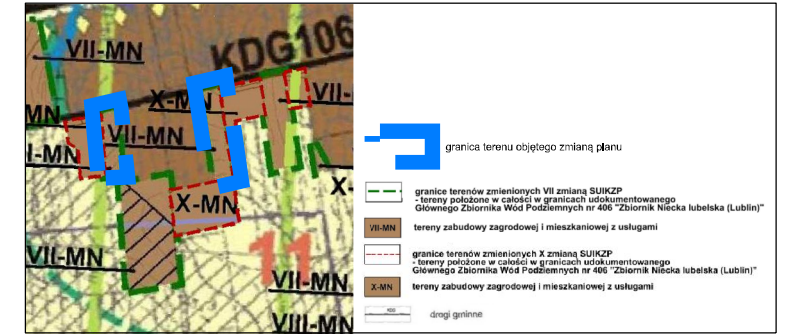 VII-MN
KDG106
X-MN
VII-
MN
VII-MN
I-MN
X-
X-MN
11
VII-MN
VII-MN
VIII-MN
granica terenu objętego zmianą planu
granice terenów zmienionych VII zmianą SUIKZP
- tereny położone w całości w granicach udokumentowanego
Głównego Zbiornika Wód Podziemnych nr 406 "Zbiornik Niecka lubelska (Lublin)"
VII-MN tereny zabudowy zagrodowej i mieszkaniowej z usługami
granice terenów zmienionych X zmianą SUIKZP
- tereny położone w całości w granicach udokumentowanego
Głównego Zbiornika Wód Podziemnych nr 406 "Zbiornik Niecka lubelska (Lublin)"
X-MN tereny zabudowy zagrodowej i mieszkaniowej z usługami
drogi gminne